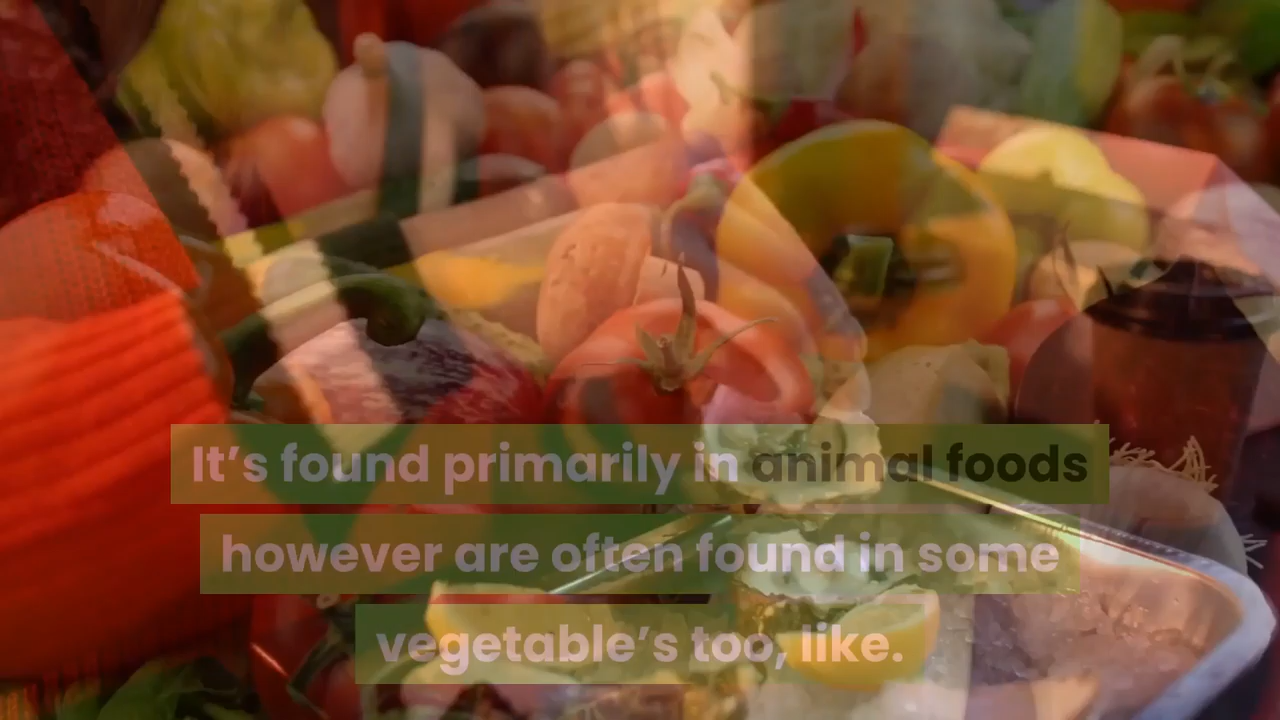 It’s found primarily in animal foods
however are often found in some
vegetable’s too, like.